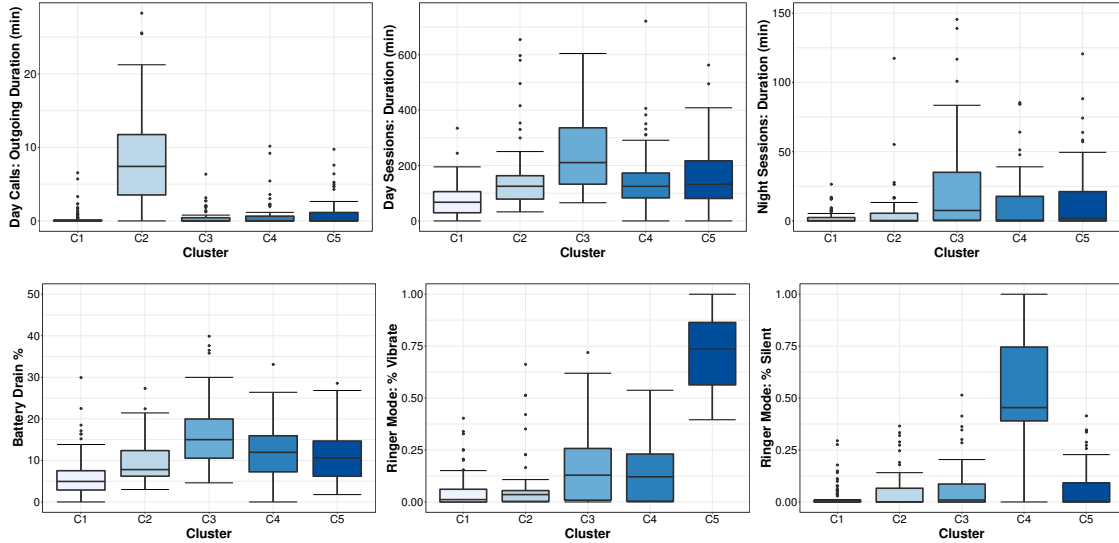 Day Calls: Outgoing Duration (min)
20
10
0
C1 C2 C3 C4 C5
Cluster
Day Sessions: Duration (min)
600
400
200
0
C1 C2 C3 C4 C5
Cluster
Night Sessions: Duration (min)
150
100
50
0
C1 C2 C3 C4 C5
Cluster
Battery Drain %
50
40
30
20
10
0
C1 C2 C3 C4 C5
Cluster
Ringer Mode: % Vibrate
1.00
0.75
0.50
0.25
0.00
C1 C2 C3 C4 C5
Cluster
Ringer Mode: % Silent
1.00
0.75
0.50
0.25
0.00
C1 C2 C3 C4 C5
Cluster